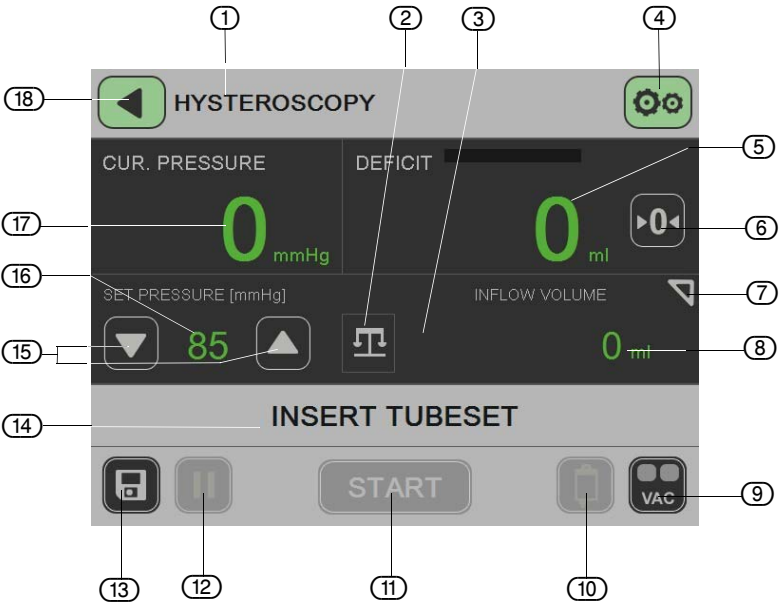 1 2 3 4
18 HYSTEROSCOPY
CUR. PRESSURE DEFICIT 5
17 0 mmHg 0 ml ▸0◂ 6
16 SET PRESSURE [mmHg] INFLOW VOLUME 7
15 85 0 ml 8
14 INSERT TUBESET
START VAC 9
13 12 11 10